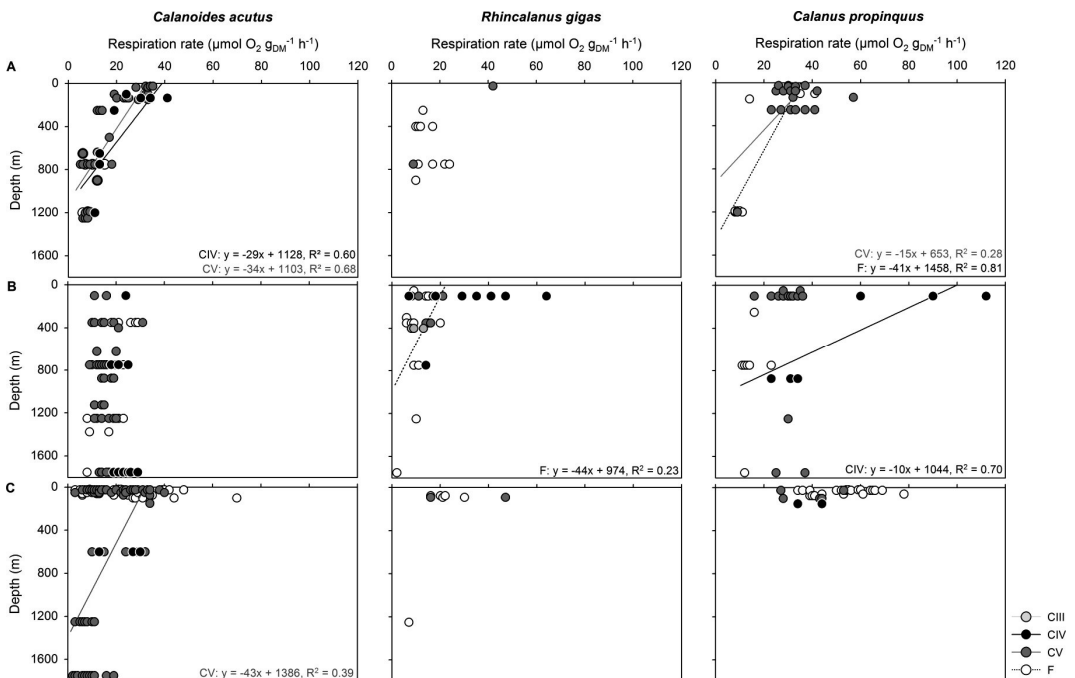 Calanoides acutus
Rhincalanus gigas
Calanus propinquus
Respiration rate (µmol O₂ g_DM⁻¹ h⁻¹)
Respiration rate (µmol O₂ g_DM⁻¹ h⁻¹)
Respiration rate (µmol O₂ g_DM⁻¹ h⁻¹)
A
0 20 40 60 80 100 120
0 20 40 60 80 100 120
0 20 40 60 80 100 120
0
400
800
1200
1600
Depth (m)
CIV: y = -29x + 1128, R² = 0.60
CV: y = -34x + 1103, R² = 0.68
CV: y = -15x + 653, R² = 0.28
F: y = -41x + 1458, R² = 0.81
B
0
400
800
1200
1600
Depth (m)
F: y = -44x + 974, R² = 0.23
CIV: y = -10x + 1044, R² = 0.70
C
0
400
800
1200
1600
Depth (m)
CV: y = -43x + 1386, R² = 0.39
CIII
CIV
CV
F